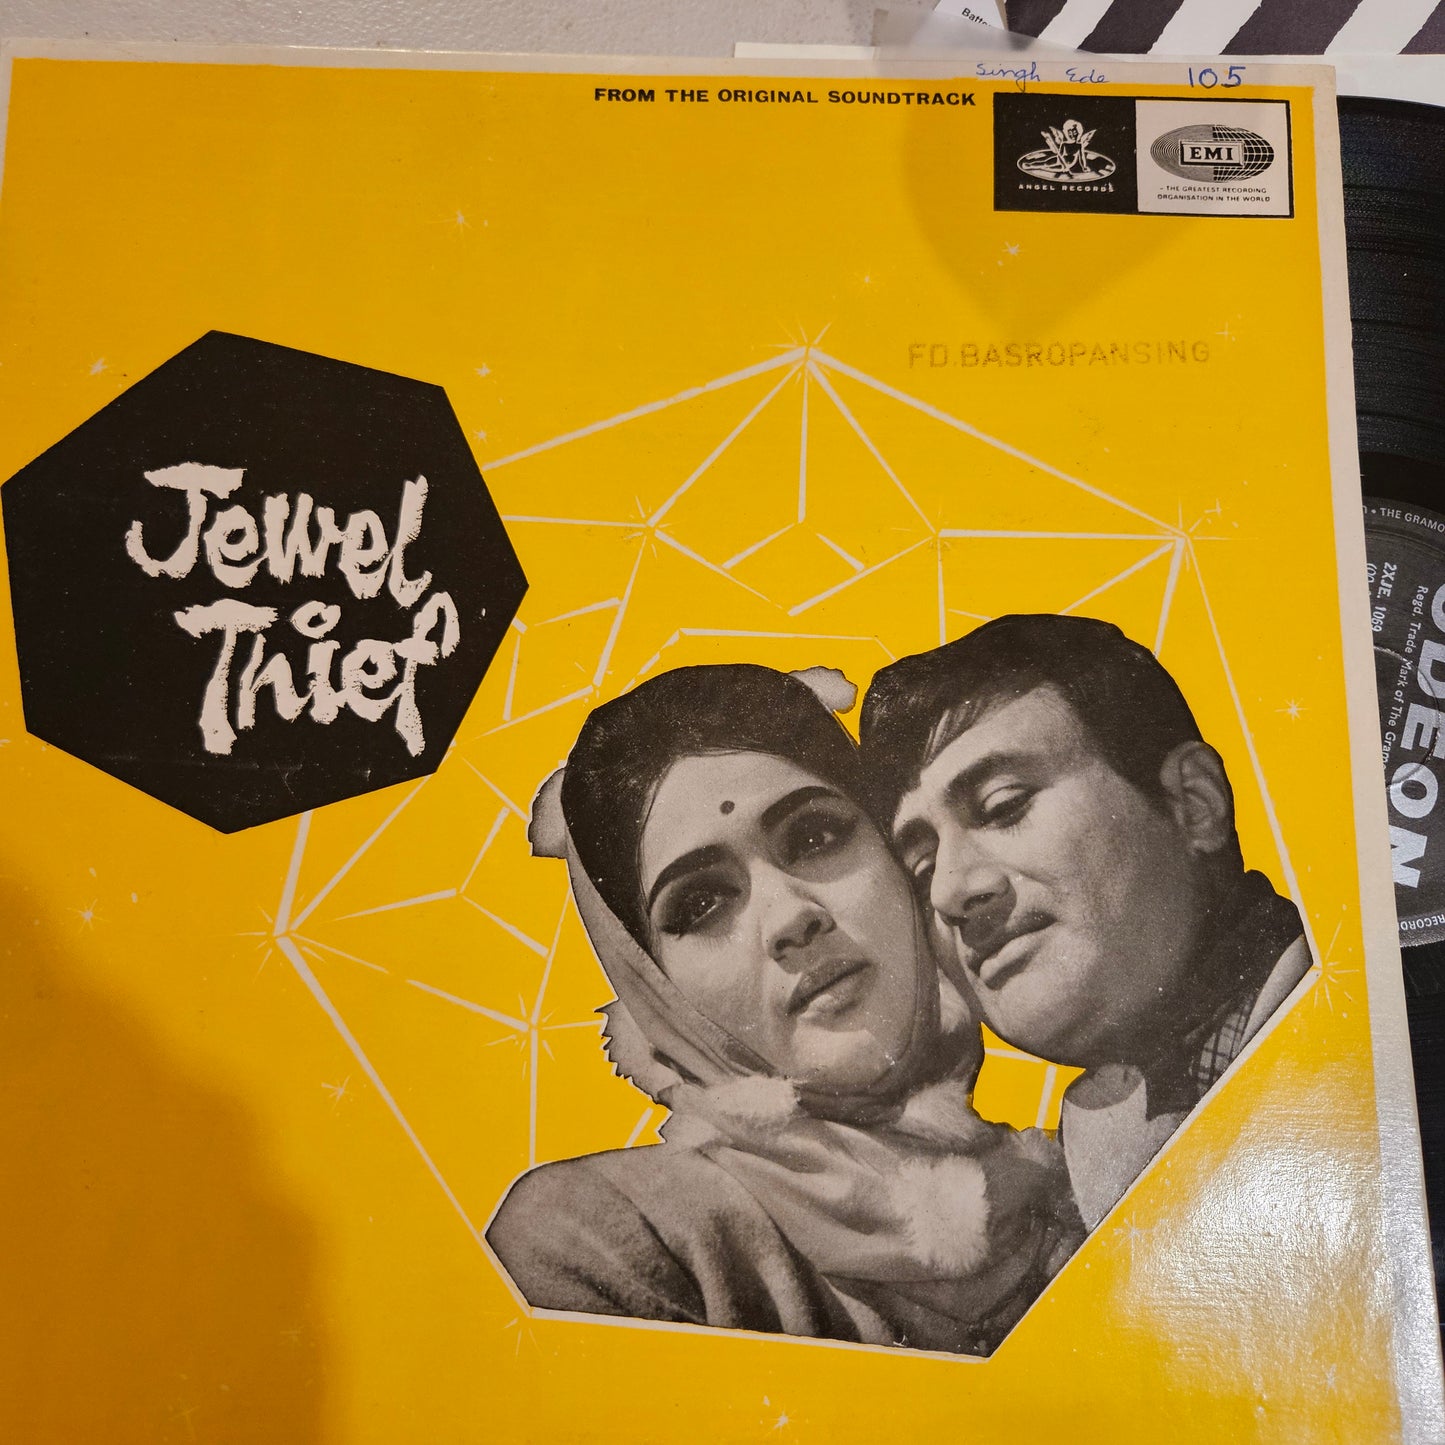 Singh Ede 105
FROM THE ORIGINAL SOUNDTRACK
ANGEL RECORDS
EMI
- THE GREATEST RECORDING
ORGANISATION IN THE WORLD
FD.BASROPANSING
Jewel
Thief
• THE GRAMO
2XJE. 1069
Regd. Trade Mark of The Gram
ODEON
RECORD